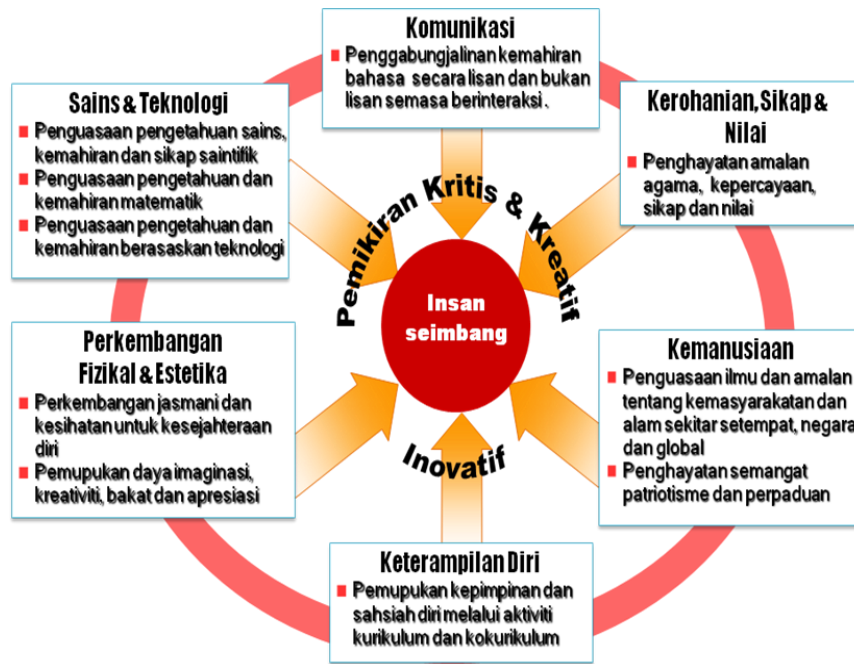 Komunikasi
Penggabungjalinan kemahiran
bahasa secara lisan dan bukan
lisan semasa berinteraksi .
Kerohanian, Sikap &
Nilai
Penghayatan amalan
agama, kepercayaan,
sikap dan nilai
Kemanusiaan
Penguasaan ilmu dan amalan
tentang kemasyarakatan dan
alam sekitar setempat, negara
dan global
Penghayatan semangat
patriotisme dan perpaduan
Keterampilan Diri
Pemupukan kepimpinan dan
sahsiah diri melalui aktiviti
kurikulum dan kokurikulum
Perkembangan
Fizikal & Estetika
Perkembangan jasmani dan
kesihatan untuk kesejahteraan
diri
Pemupukan daya imaginasi,
kreativiti, bakat dan apresiasi
Sains & Teknologi
Penguasaan pengetahuan sains,
kemahiran dan sikap saintifik
Penguasaan pengetahuan dan
kemahiran matematik
Penguasaan pengetahuan dan
kemahiran berasaskan teknologi
Pemikiran Kritis & Kreatif
Insan
seimbang
Inovatif